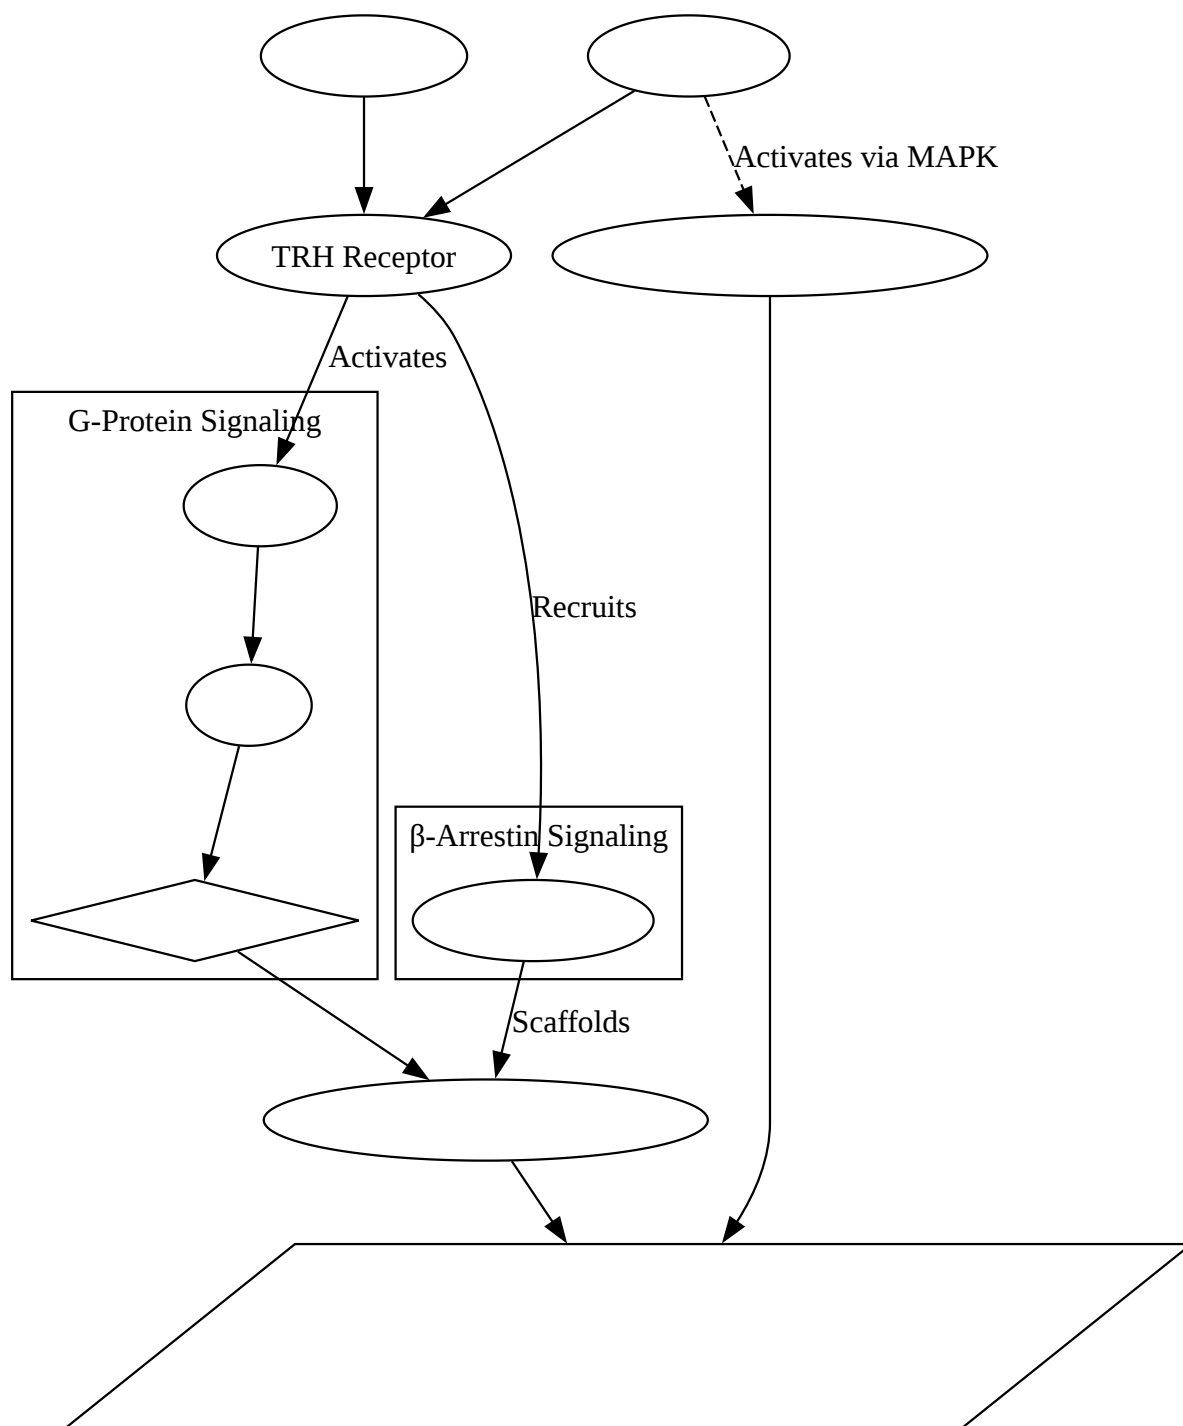 Activates via MAPK
TRH Receptor
Activates
G-Protein Signaling
Recruits
β-Arrestin Signaling
Scaffolds